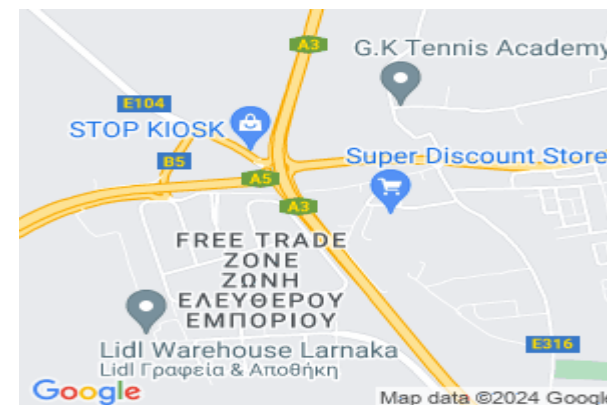 A3
G.K Tennis Academy
E104
STOP KIOSK
B5
Super Discount Store
A5
A3
FREE TRADE
ZONE
ΖΩΝΗ
ΕΛΕΥΘΕΡΟΥ
ΕΜΠΟΡΙΟΥ
E316
Lidl Warehouse Larnaka
Lidl Γραφεία & Αποθήκη
Google
Map data ©2024 Google